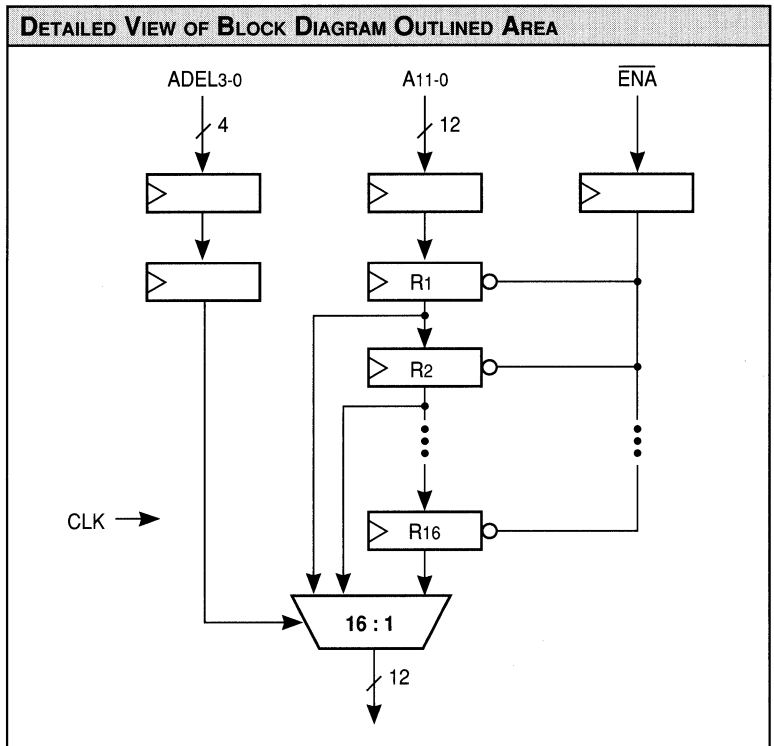 DETAILED VIEW OF BLOCK DIAGRAM OUTLINED AREA
ADEL3-0 A11-0 ENA
4 12
R1
R2
CLK
R16
16 : 1
12